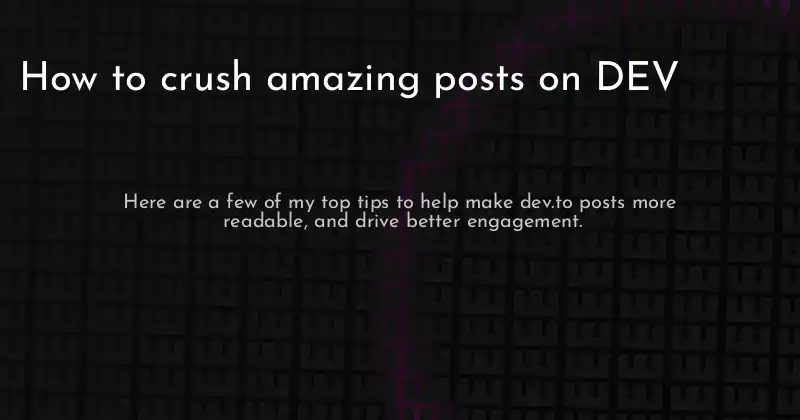 How to crush amazing posts on DEV
Here are a few of my top tips to help make dev.to posts more
readable, and drive better engagement.